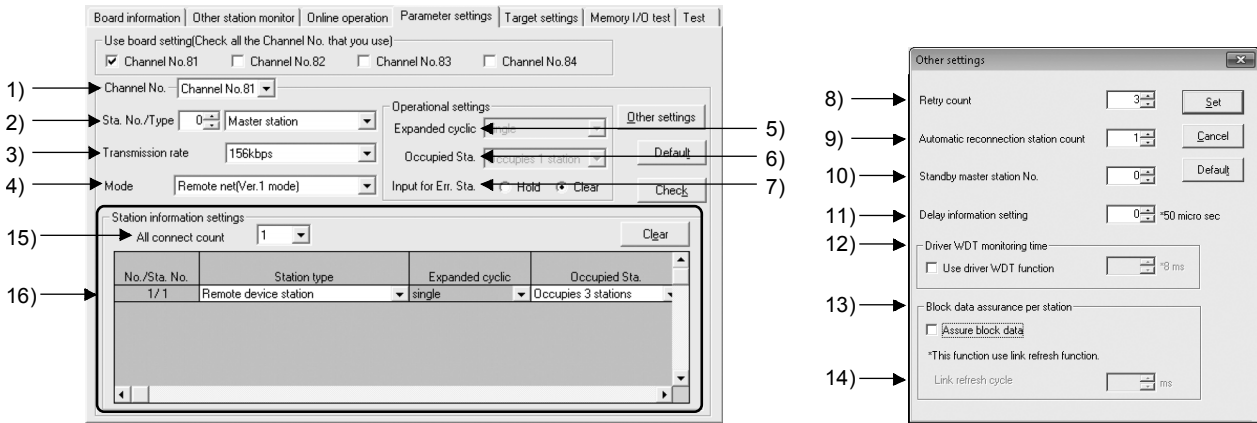 Board information Other station monitor Online operation Parameter settings Target settings Memory I/O test Test
Use board setting(Check all the Channel No. that you use)
Channel No.81 Channel No.82 Channel No.83 Channel No.84
1) Channel No. Channel No.81
2) Sta. No./Type 0 Master station
3) Transmission rate 156kbps
4) Mode Remote net(Ver.1 mode)
Operational settings
Expanded cyclic single 5)
Occupied Sta. Occupies 1 station 6)
Input for Err. Sta. Hold Clear 7)
Other settings
Default
Check
Station information settings
15) All connect count 1 Clear
16)
No./Sta. No. Station type Expanded cyclic Occupied Sta.
1/1 Remote device station single Occupies 3 stations
Other settings
8) Retry count 3 Set
9) Automatic reconnection station count 1 Cancel
10) Standby master station No. 0 Default
11) Delay information setting 0 *50 micro sec
12) Driver WDT monitoring time
Use driver WDT function *8 ms
13) Block data assurance per station
Assure block data
*This function use link refresh function.
14) Link refresh cycle ms